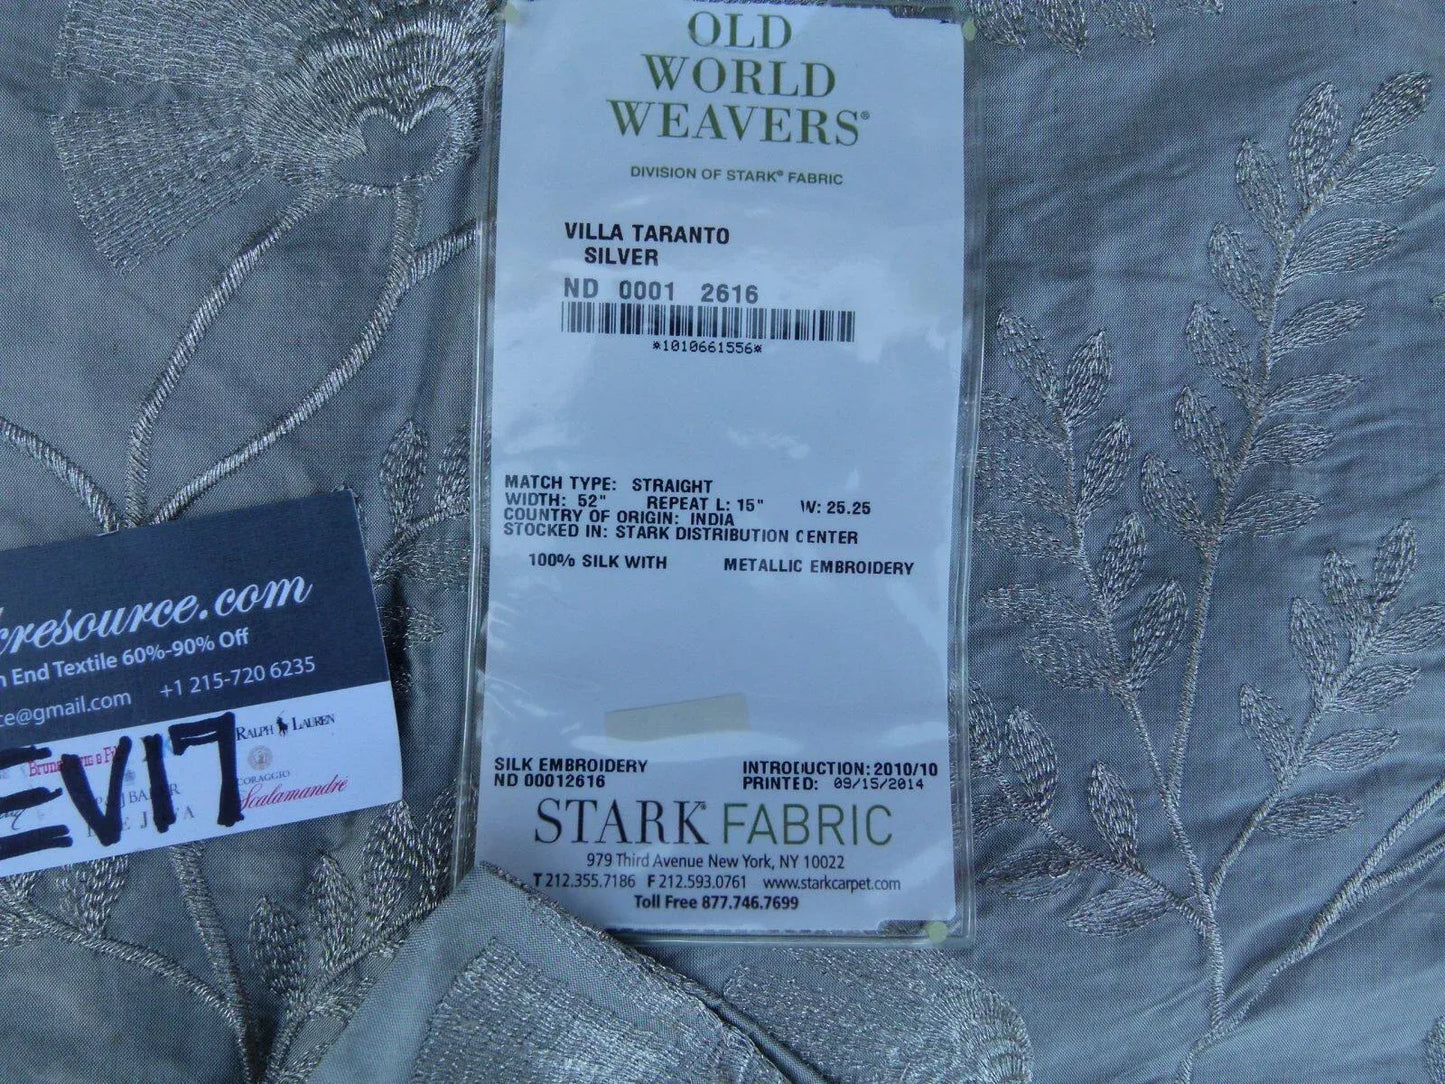 OLD
WORLD
WEAVERS®
DIVISION OF STARK® FABRIC
VILLA TARANTO
SILVER
ND 0001 2616
*1010661556*
MATCH TYPE: STRAIGHT
WIDTH: 52" REPEAT L: 15" W: 25.25
COUNTRY OF ORIGIN: INDIA
STOCKED IN: STARK DISTRIBUTION CENTER
100% SILK WITH METALLIC EMBROIDERY
SILK EMBROIDERY INTRODUCTION: 2010/10
ND 00012616 PRINTED: 09/15/2014
STARK® FABRIC
979 Third Avenue New York, NY 10022
T 212.355.7186 F 212.593.0761 www.starkcarpet.com
Toll Free 877.746.7699
cresource.com
End Textile 60%-90% Off
ce@gmail.com +1 215-720 6235
RALPH LAUREN
CORAGGIO
Scalamandré
EV17